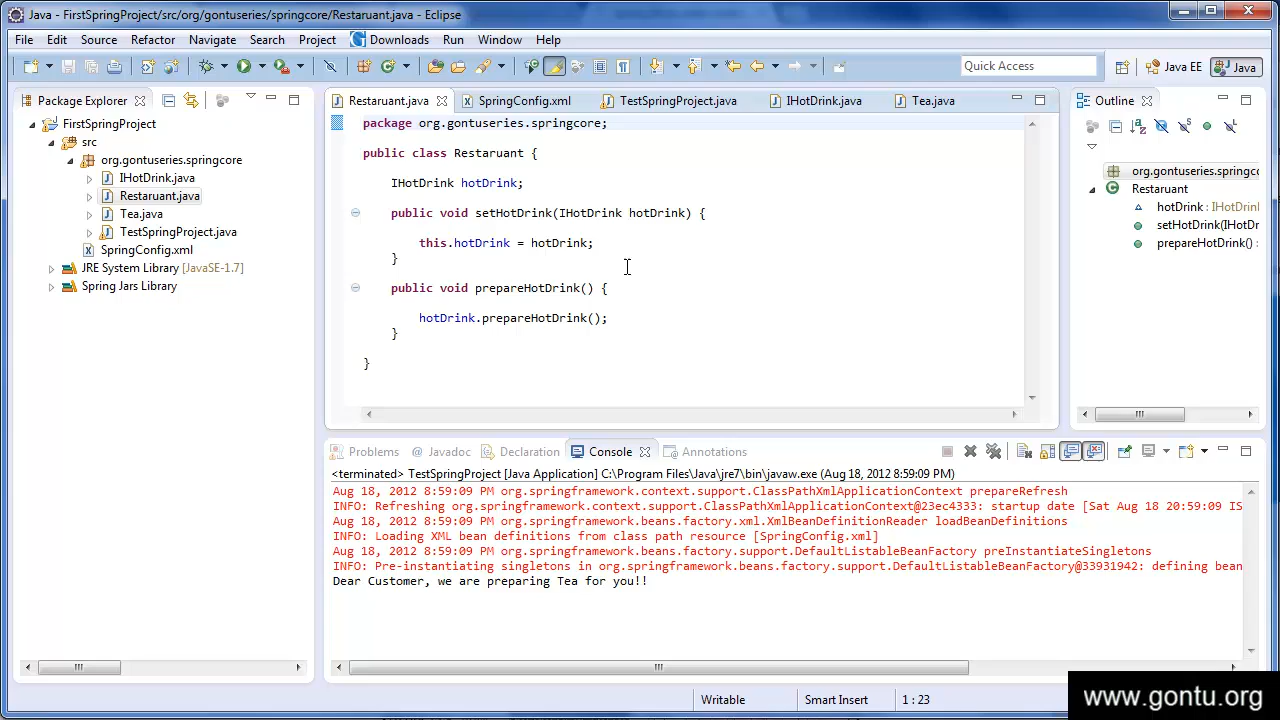 Java - FirstSpringProject/src/org/gontuseries/springcore/Restaruant.java - Eclipse
File Edit Source Refactor Navigate Search Project Downloads Run Window Help
Quick Access
Java EE
Java
Package Explorer
FirstSpringProject
src
org.gontuseries.springcore
IHotDrink.java
Restaruant.java
Tea.java
TestSpringProject.java
SpringConfig.xml
JRE System Library [JavaSE-1.7]
Spring Jars Library
Restaruant.java SpringConfig.xml TestSpringProject.java IHotDrink.java Tea.java
package org.gontuseries.springcore;
public class Restaruant {
IHotDrink hotDrink;
public void setHotDrink(IHotDrink hotDrink) {
this.hotDrink = hotDrink;
}
public void prepareHotDrink() {
hotDrink.prepareHotDrink();
}
}
Outline
org.gontuseries.springco
Restaruant
hotDrink : IHotDrink
setHotDrink(IHotD
prepareHotDrink() :
Problems @ Javadoc Declaration Console Annotations
<terminated> TestSpringProject [Java Application] C:\Program Files\Java\jre7\bin\javaw.exe (Aug 18, 2012 8:59:09 PM)
Aug 18, 2012 8:59:09 PM org.springframework.context.support.ClassPathXmlApplicationContext prepareRefresh
INFO: Refreshing org.springframework.context.support.ClassPathXmlApplicationContext@23ec4333: startup date [Sat Aug 18 20:59:09 IS
Aug 18, 2012 8:59:09 PM org.springframework.beans.factory.xml.XmlBeanDefinitionReader loadBeanDefinitions
INFO: Loading XML bean definitions from class path resource [SpringConfig.xml]
Aug 18, 2012 8:59:09 PM org.springframework.beans.factory.support.DefaultListableBeanFactory preInstantiateSingletons
INFO: Pre-instantiating singletons in org.springframework.beans.factory.support.DefaultListableBeanFactory@33931942: defining bean
Dear Customer, we are preparing Tea for you!!
Writable
Smart Insert
1 : 23
www.gontu.org